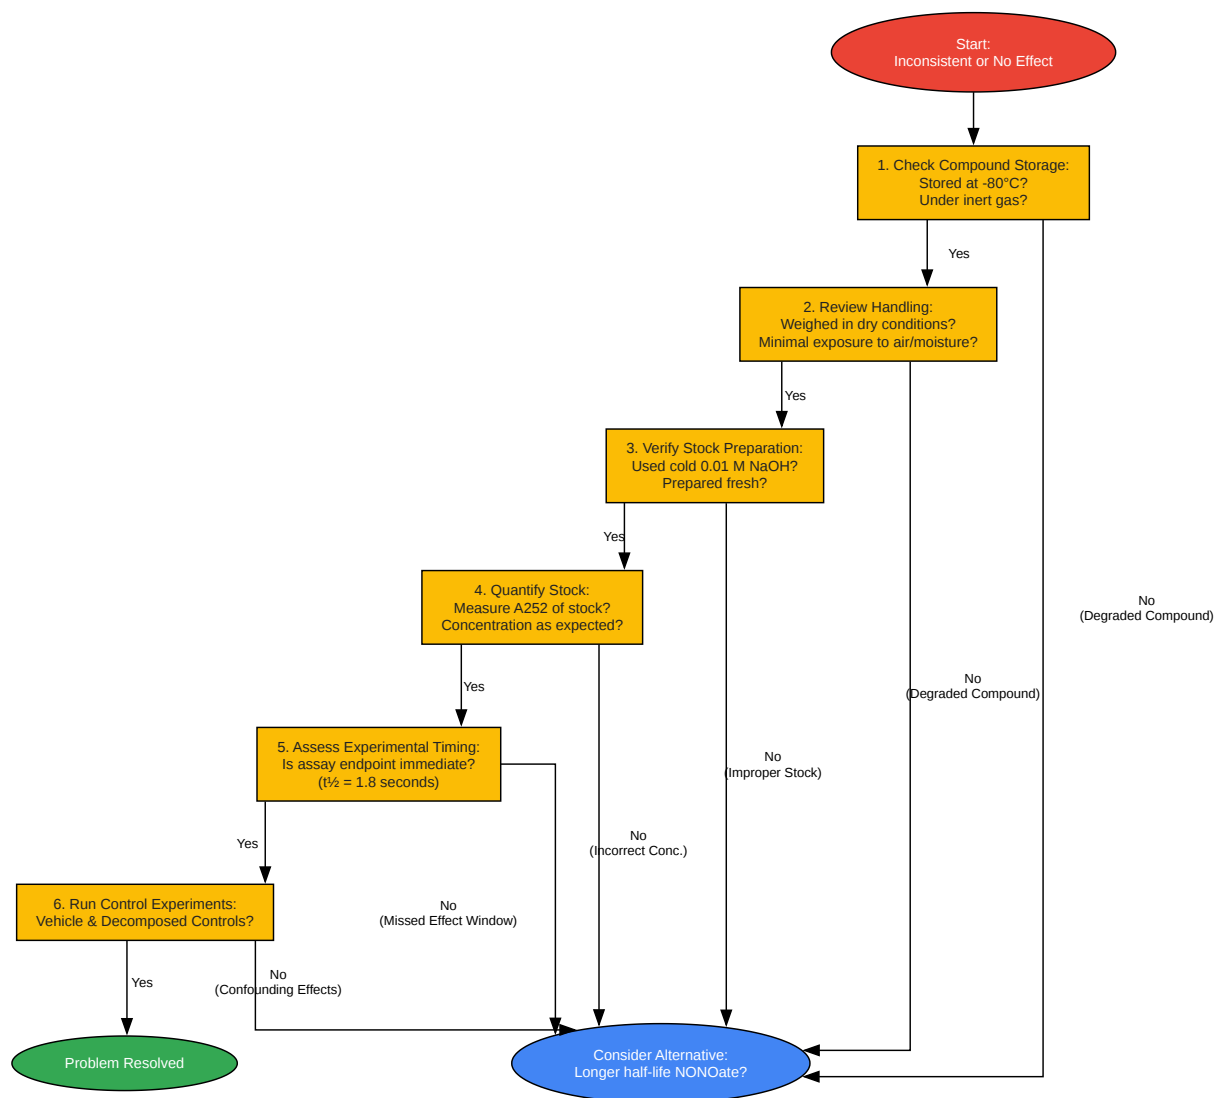 Start:
Inconsistent or No Effect
1. Check Compound Storage:
Stored at -80°C?
Under inert gas?
Yes
2. Review Handling:
Weighed in dry conditions?
Minimal exposure to air/moisture?
Yes
3. Verify Stock Preparation:
Used cold 0.01 M NaOH?
Prepared fresh?
Yes
4. Quantify Stock:
Measure A252 of stock?
Concentration as expected?
No
(Degraded Compound)
Yes
No
(Degraded Compound)
5. Assess Experimental Timing:
Is assay endpoint immediate?
(t½ = 1.8 seconds)
No
(Improper Stock)
Yes
No
(Incorrect Conc.)
6. Run Control Experiments:
Vehicle & Decomposed Controls?
No
(Missed Effect Window)
Yes
No
(Confounding Effects)
Problem Resolved
Consider Alternative:
Longer half-life NONOate?